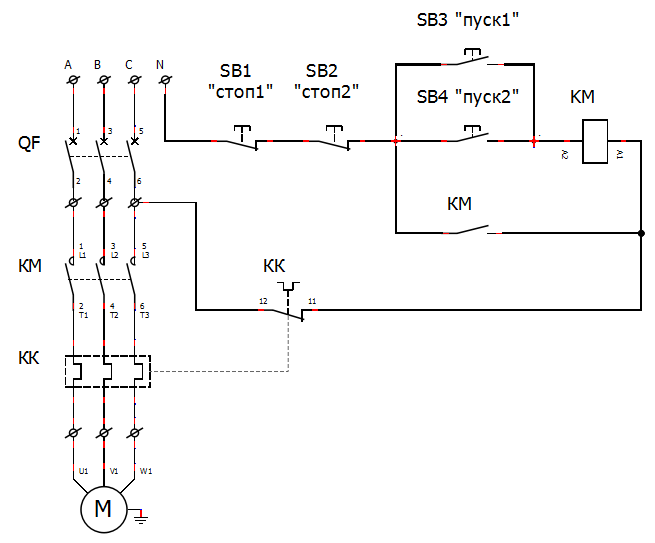 SB3 "пуск1"
A B C N
SB1 "стоп1"
SB2 "стоп2"
SB4 "пуск2"
KM
QF
1 3 5
2 4 6
A2 A1
KM
KM
1 3 5
L1 L2 L3
2 4 6
T1 T2 T3
KK
12 11
KK
U1 V1 W1
M